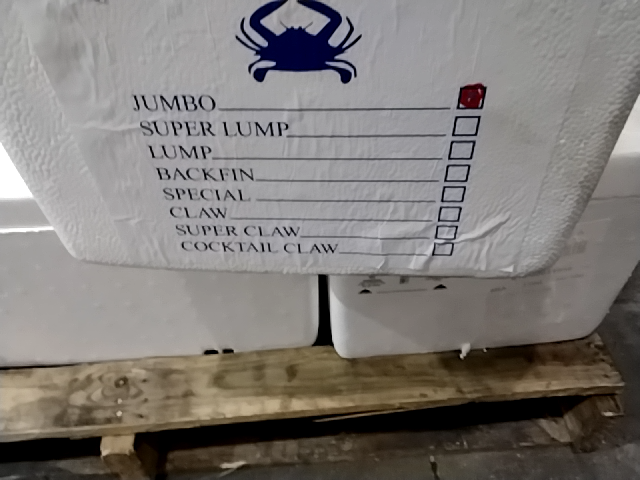 JUMBO
SUPER LUMP
LUMP
BACKFIN
SPECIAL
CLAW
SUPER CLAW
COCKTAIL CLAW